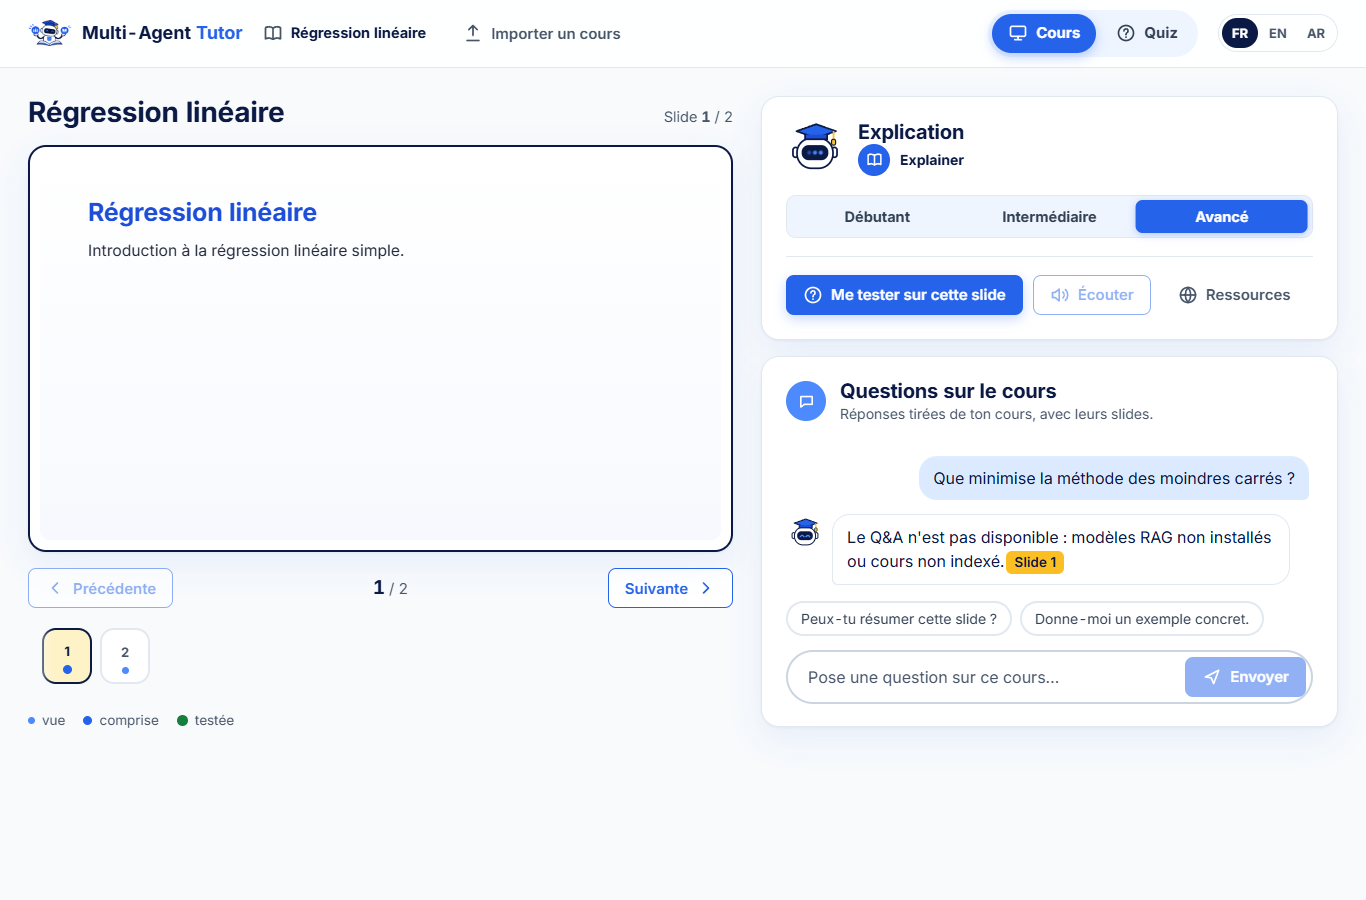 Multi-Agent Tutor
Régression linéaire
Importer un cours
Cours
Quiz
FR
EN
AR
Régression linéaire
Slide 1 / 2
Régression linéaire
Introduction à la régression linéaire simple.
Précédente
1 / 2
Suivante
1
2
vue
comprise
testée
Explication
Explainer
Débutant
Intermédiaire
Avancé
Me tester sur cette slide
Écouter
Ressources
Questions sur le cours
Réponses tirées de ton cours, avec leurs slides.
Que minimise la méthode des moindres carrés ?
Le Q&A n'est pas disponible : modèles RAG non installés
ou cours non indexé. Slide 1
Peux-tu résumer cette slide ?
Donne-moi un exemple concret.
Pose une question sur ce cours...
Envoyer